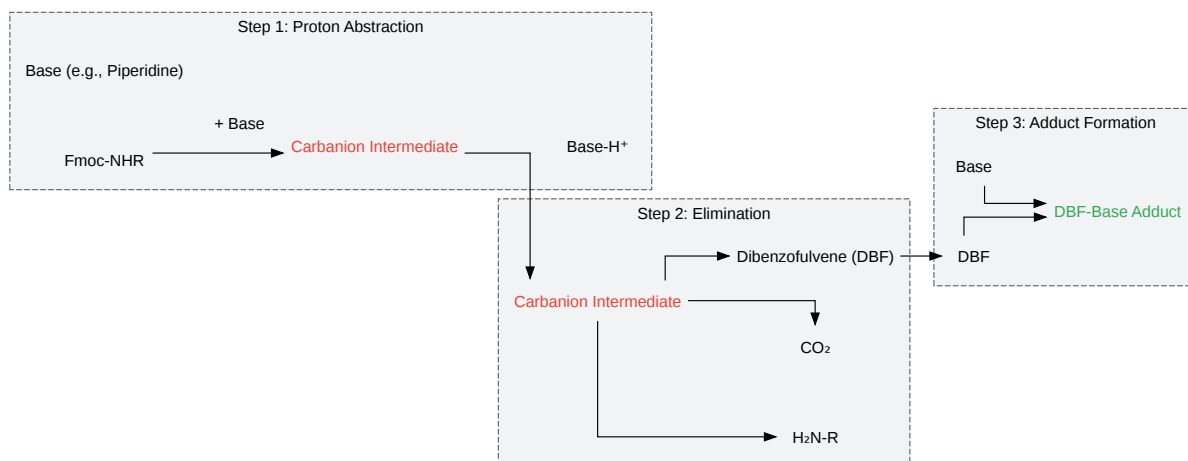 Step 1: Proton Abstraction
Base (e.g., Piperidine)
+ Base
Fmoc-NHR
Carbanion Intermediate
Base-H⁺
Step 2: Elimination
Dibenzofulvene (DBF)
Carbanion Intermediate
CO₂
H₂N-R
Step 3: Adduct Formation
Base
DBF-Base Adduct
DBF